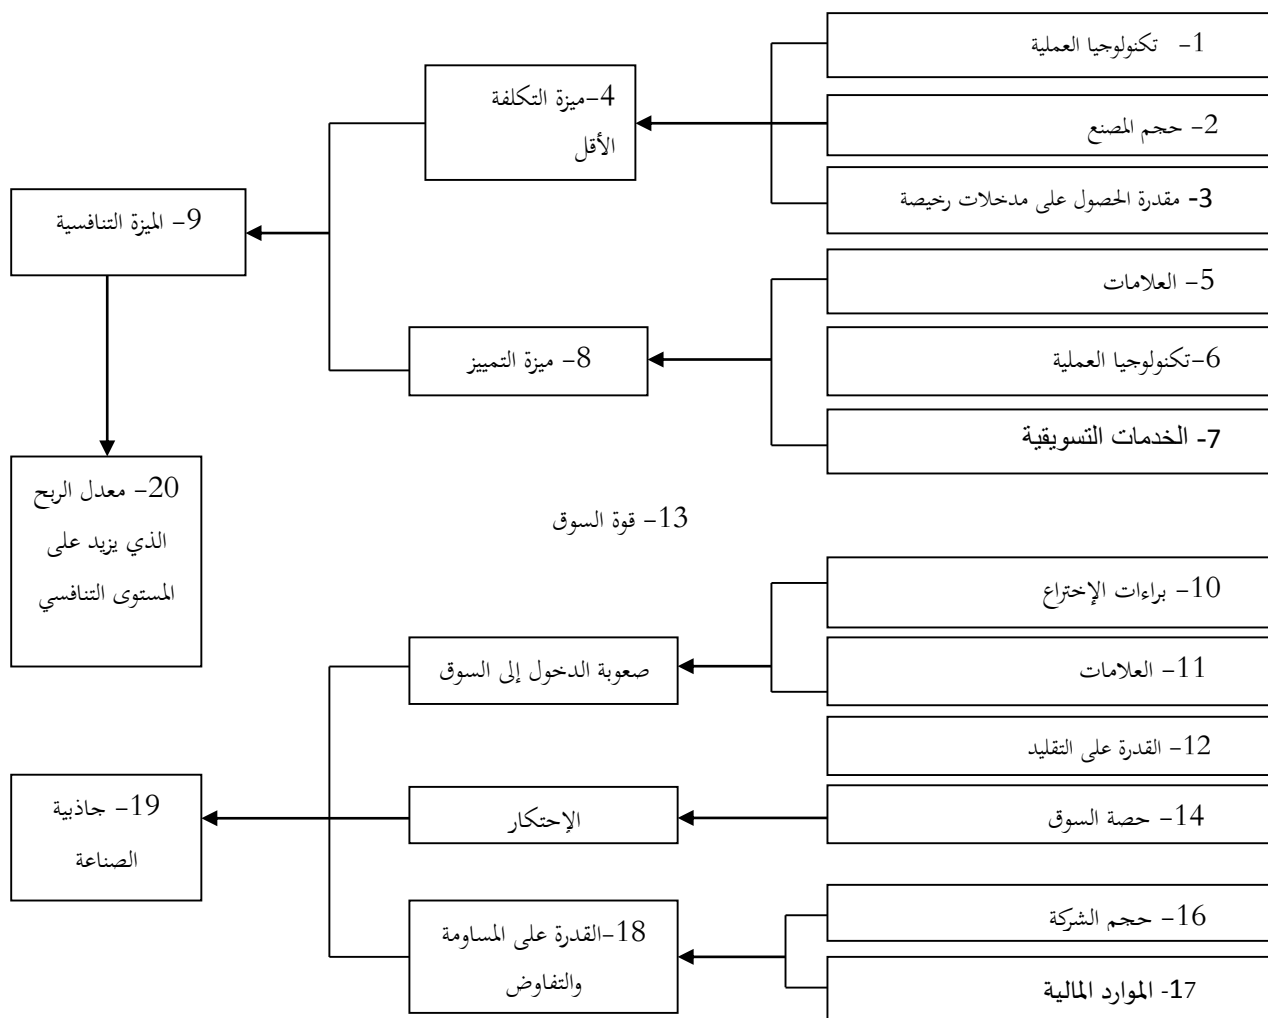 1- تكنولوجيا العملية
2- حجم المصنع
3- مقدرة الحصول على مدخلات رخيصة
4-ميزة التكلفة
الأقل
5- العلامات
6-تكنولوجيا العملية
7- الخدمات التسويقية
8- ميزة التمييز
9- الميزة التنافسية
20- معدل الربح
الذي يزيد على
المستوى التنافسي
13- قوة السوق
10- براءات الإختراع
11- العلامات
صعوبة الدخول إلى السوق
12- القدرة على التقليد
14- حصة السوق
الإحتكار
19- جاذبية
الصناعة
16- حجم الشركة
17- الموارد المالية
18-القدرة على المساومة
والتفاوض